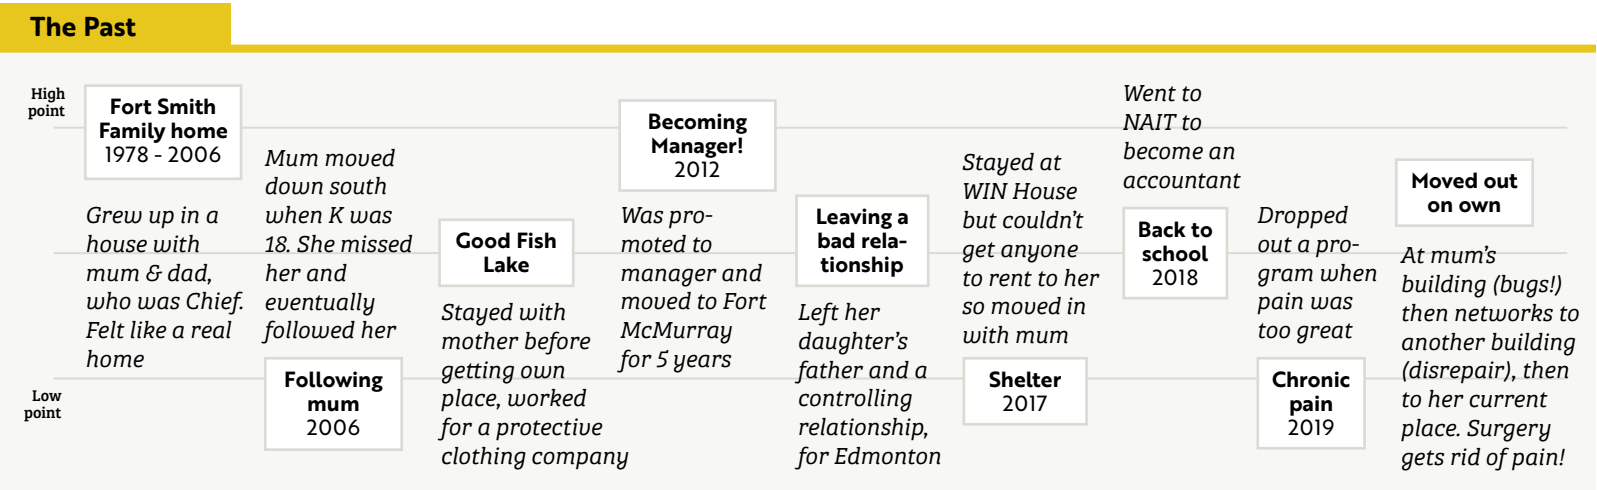 The Past
High
point
Low
point
Fort Smith
Family home
1978 - 2006
Grew up in a
house with
mum & dad,
who was Chief.
Felt like a real
home
Mum moved
down south
when K was
18. She missed
her and
eventually
followed her
Following
mum
2006
Good Fish
Lake
Stayed with
mother before
getting own
place, worked
for a protective
clothing company
Becoming
Manager!
2012
Was pro-
moted to
manager and
moved to Fort
McMurray
for 5 years
Leaving a
bad rela-
tionship
Left her
daughter's
father and a
controlling
relationship,
for Edmonton
Stayed at
WIN House
but couldn't
get anyone
to rent to her
so moved in
with mum
Shelter
2017
Went to
NAIT to
become an
accountant
Back to
school
2018
Dropped
out a pro-
gram when
pain was
too great
Chronic
pain
2019
Moved out
on own
At mum's
building (bugs!)
then networks to
another building
(disrepair), then
to her current
place. Surgery
gets rid of pain!